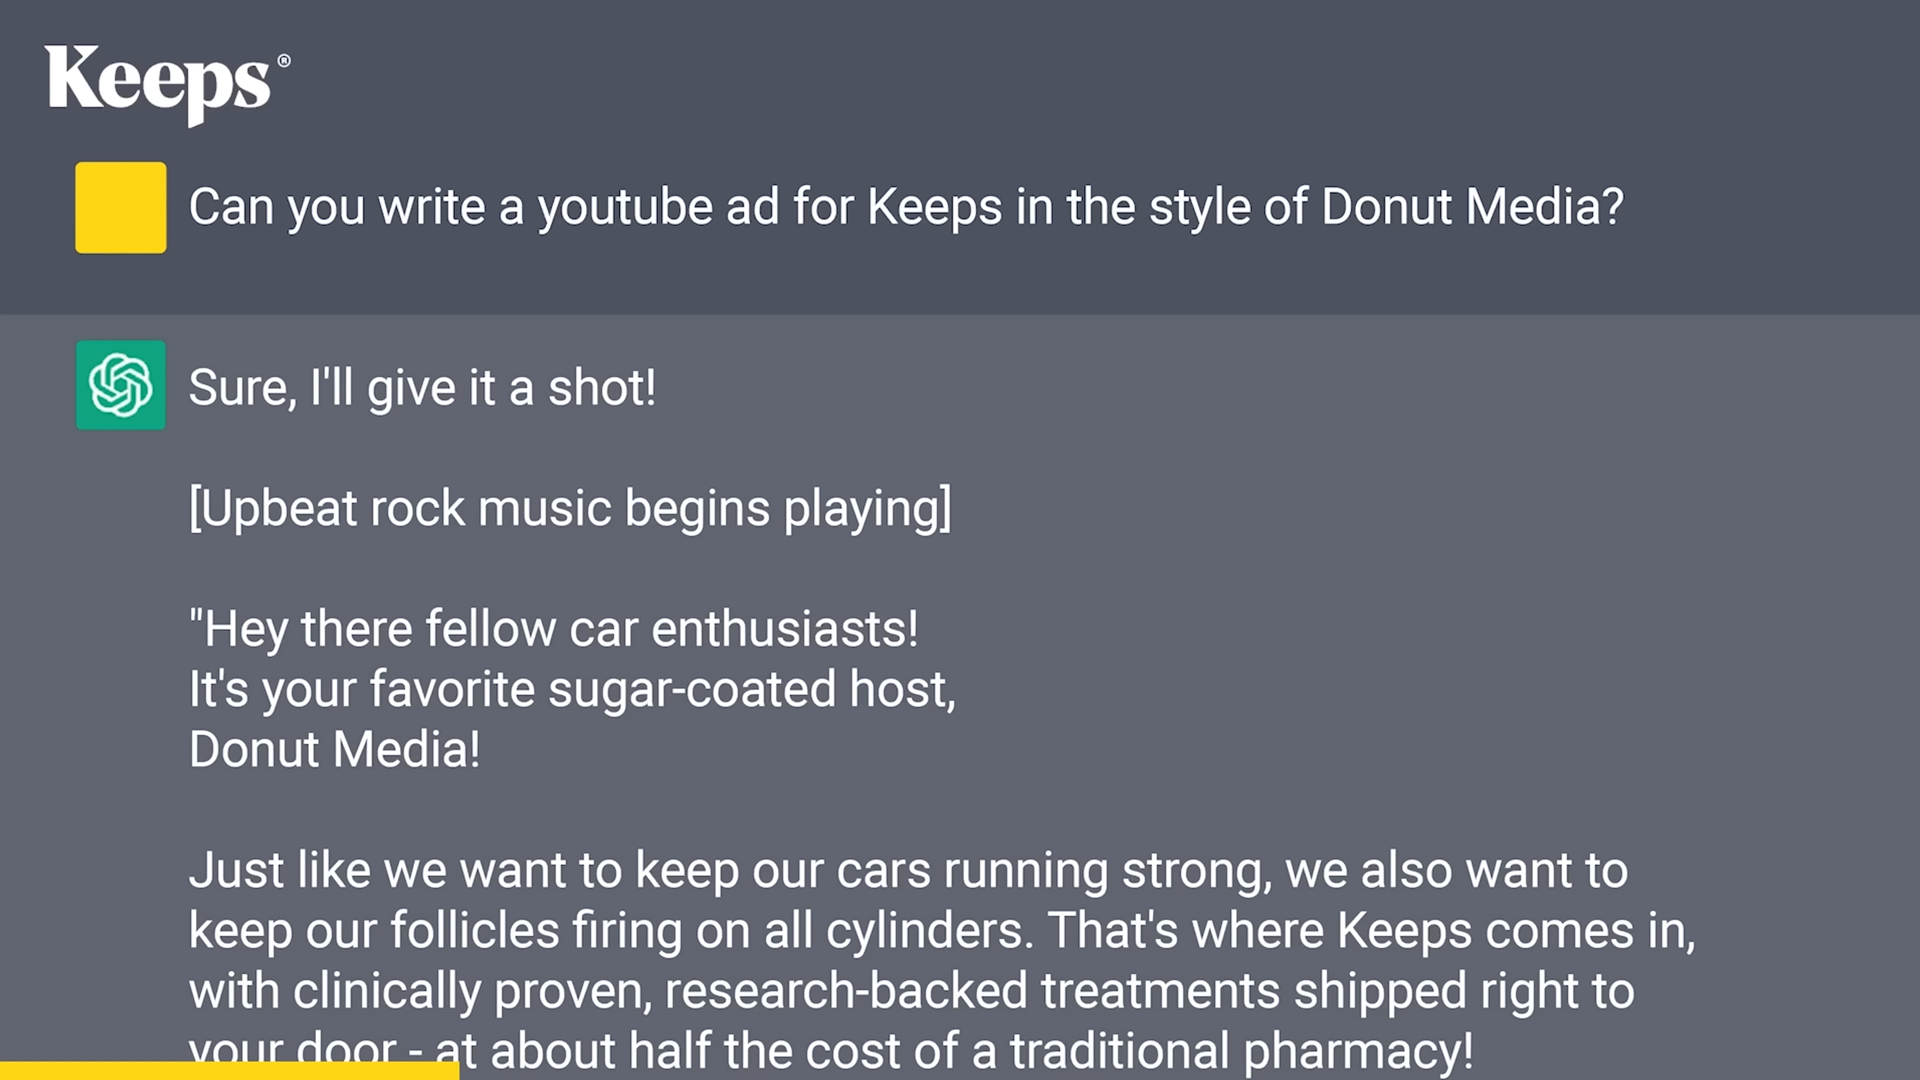 Keeps®
Can you write a youtube ad for Keeps in the style of Donut Media?
Sure, I'll give it a shot!
[Upbeat rock music begins playing]
"Hey there fellow car enthusiasts!
It's your favorite sugar-coated host,
Donut Media!
Just like we want to keep our cars running strong, we also want to
keep our follicles firing on all cylinders. That's where Keeps comes in,
with clinically proven, research-backed treatments shipped right to
your door - at about half the cost of a traditional pharmacy!